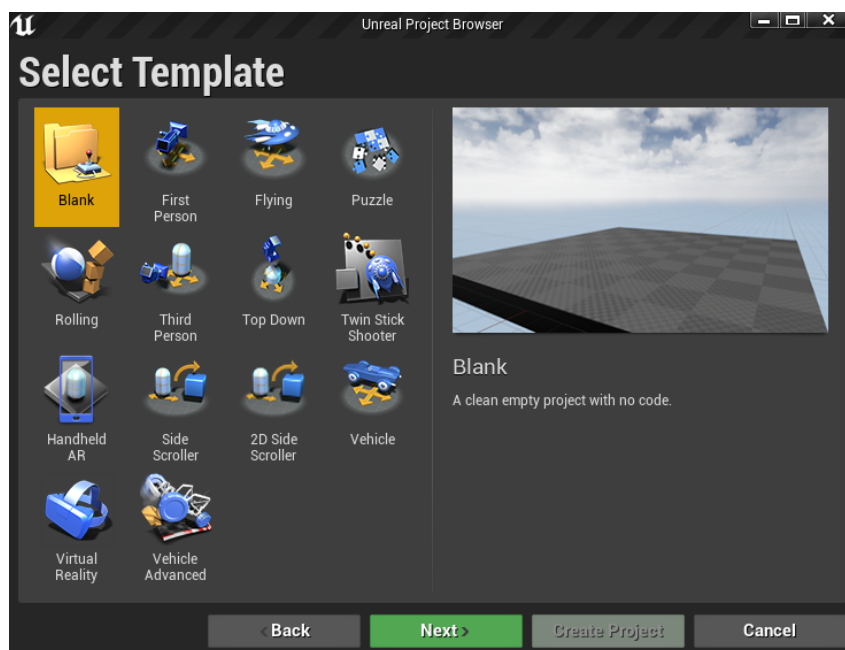 Unreal Project Browser
Select Template
Blank
First
Person
Flying
Puzzle
Rolling
Third
Person
Top Down
Twin Stick
Shooter
Handheld
AR
Side
Scroller
2D Side
Scroller
Vehicle
Virtual
Reality
Vehicle
Advanced
Blank
A clean empty project with no code.
< Back
Next >
Create Project
Cancel